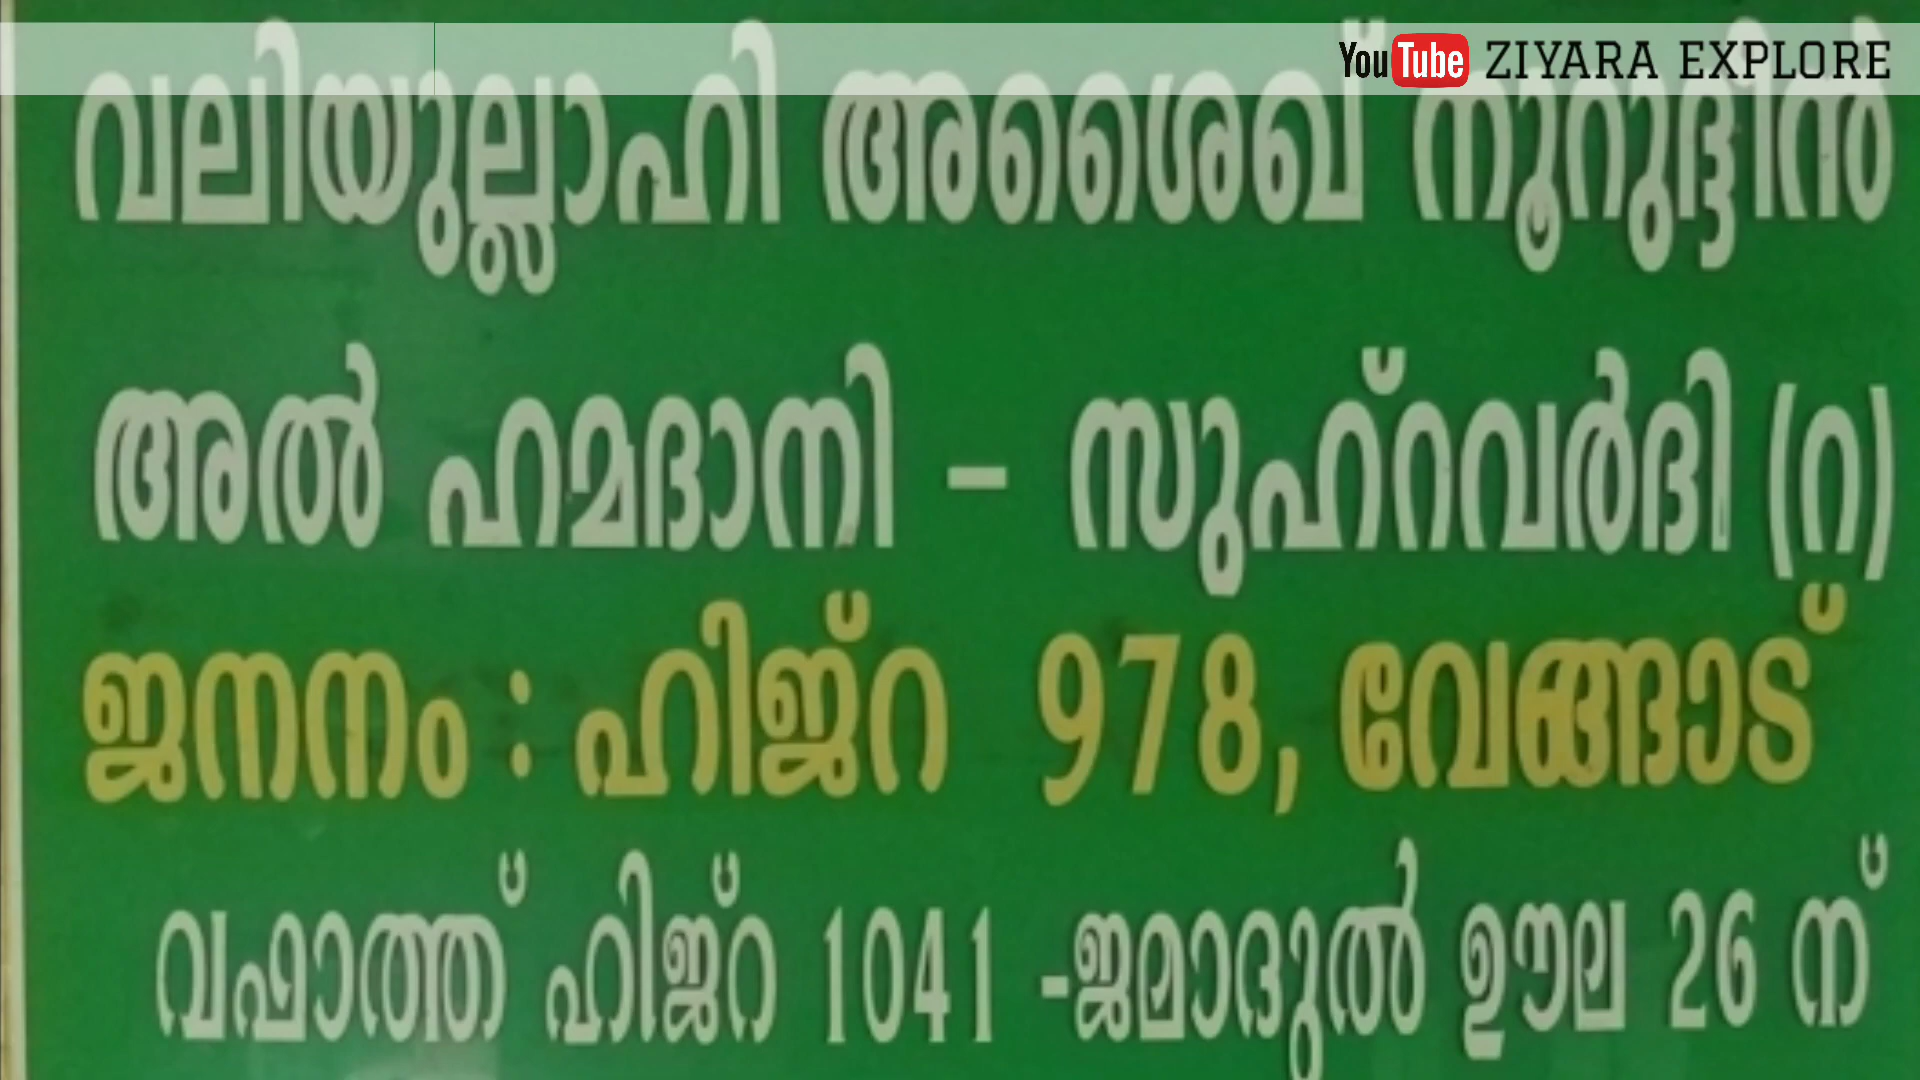 YouTube ZIYARA EXPLORE
വലിയുല്ലാഹി അശൈഖ് നൂറുദ്ദീൻ
അൽ ഹമദാനി – സുഹ്റവർദി (റ)
ജനനം : ഹിജ്റ 978, വേങ്ങാട്
വഫാത്ത് ഹിജ്റ 1041 -ജമാദുൽ ഊല 26 ന്